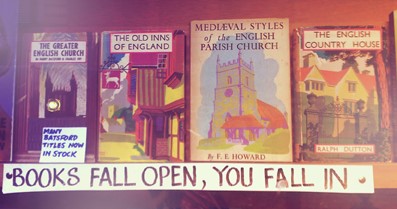 THE GREATER
ENGLISH CHURCH
MANY
BATSFORD
TITLES NOW
IN STOCK
THE OLD INNS
OF ENGLAND
MEDIÆVAL STYLES
of the ENGLISH
PARISH CHURCH
By F. E. HOWARD
THE ENGLISH
COUNTRY HOUSE
RALPH DUTTON
BOOKS FALL OPEN, YOU FALL IN